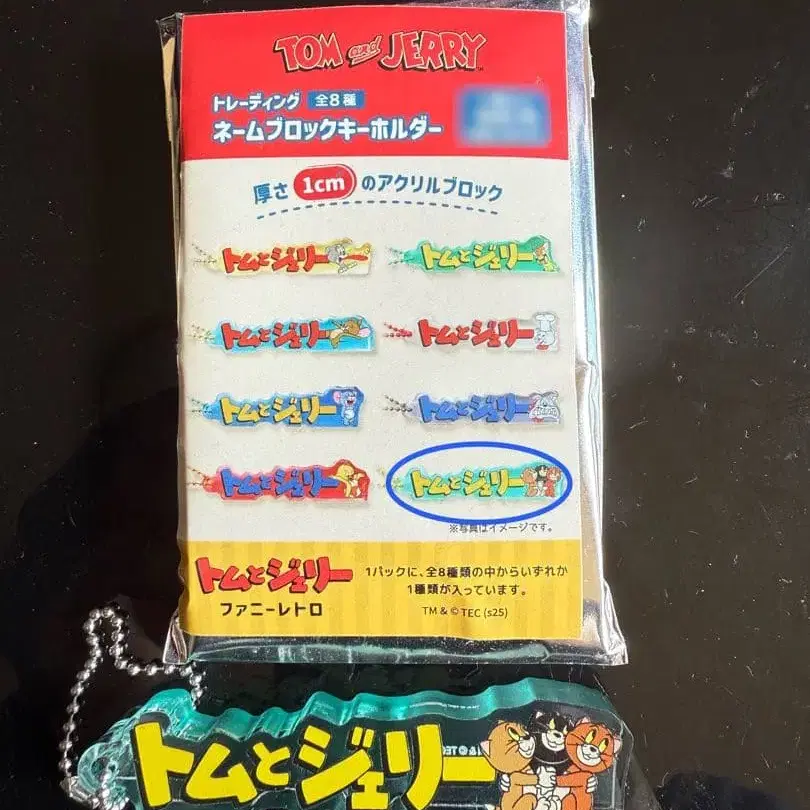 TOM and JERRY
トレーディング 全8種
ネームブロックキーホルダー
厚さ 1cm のアクリルブロック
トムとジェリー
トムとジェリー
トムとジェリー
トムとジェリー
トムとジェリー
トムとジェリー
トムとジェリー
トムとジェリー
※写真はイメージです。
トムとジェリー
ファニーレトロ
1パックに、全8種類の中からいずれか
1種類が入っています。
TM & © TEC (s25)
トムとジェリー